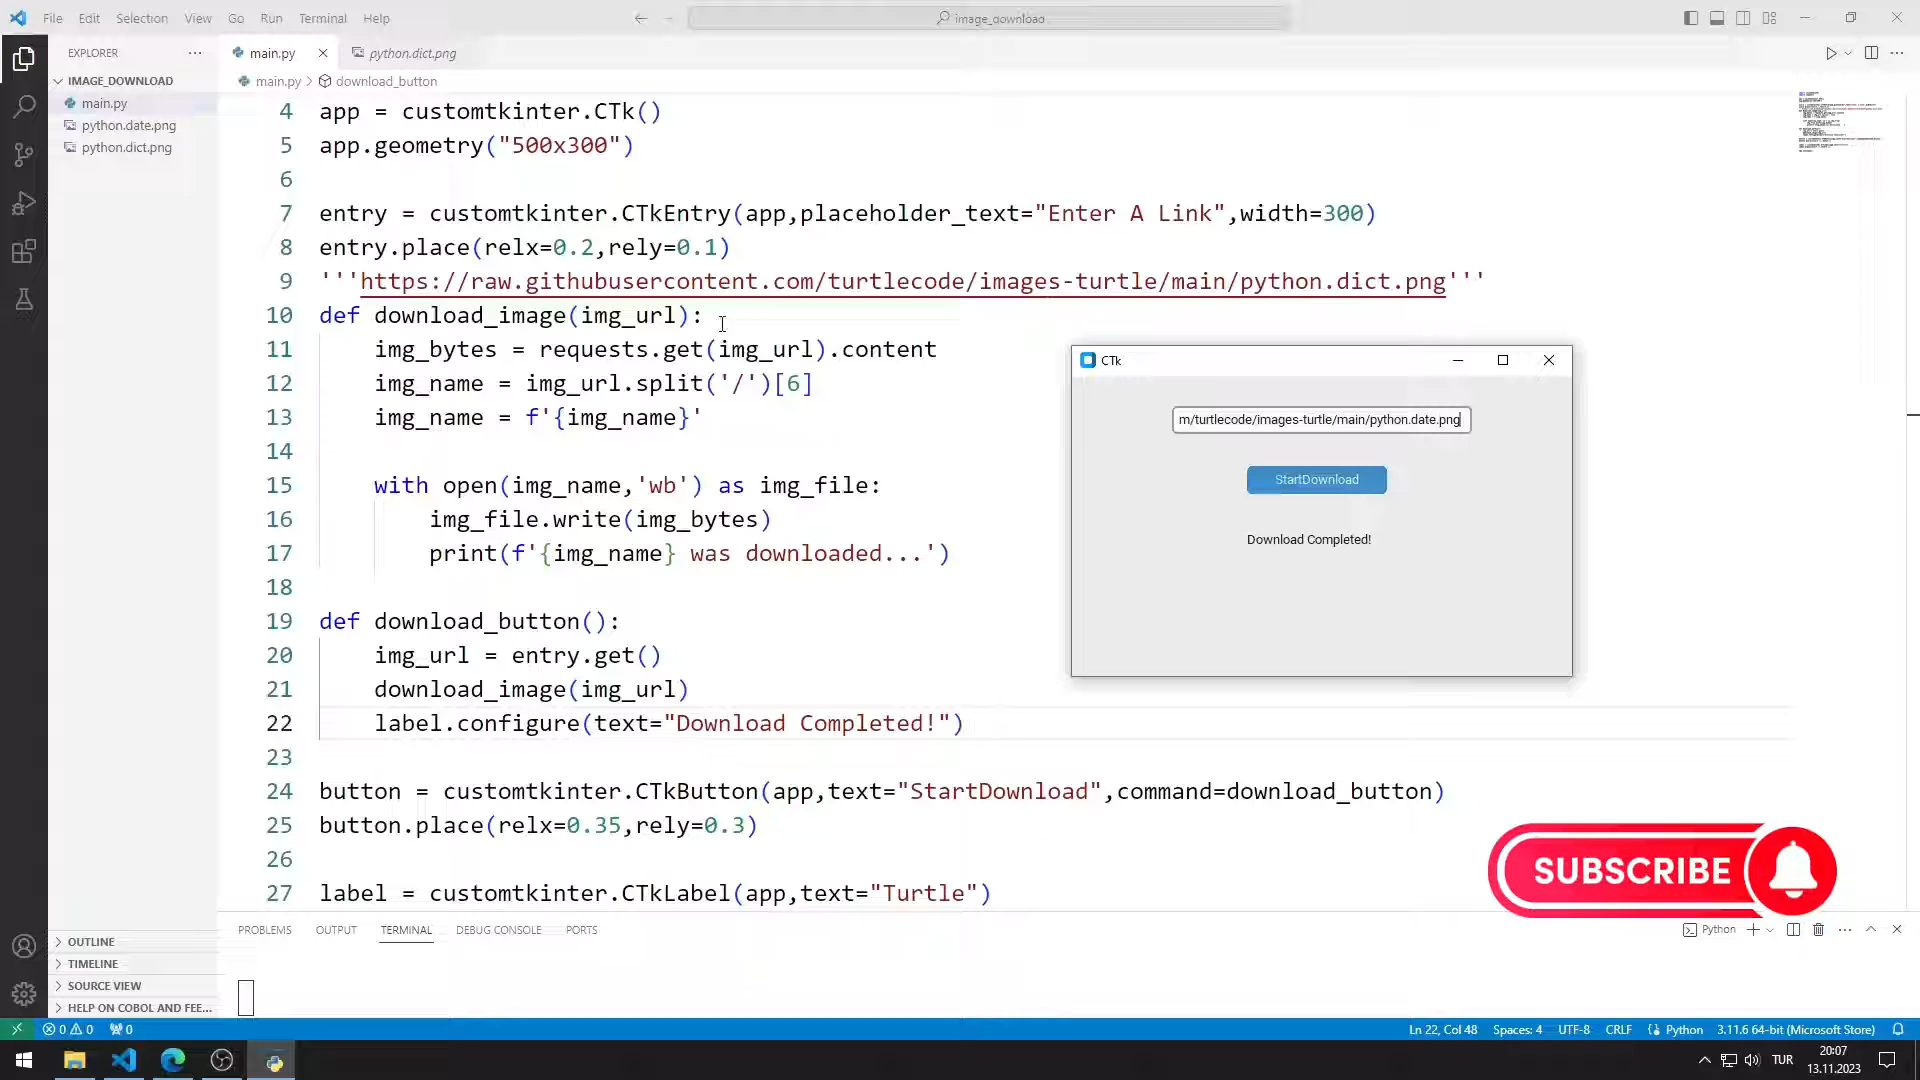 File Edit Selection View Go Run Terminal Help
image_download
EXPLORER
IMAGE_DOWNLOAD
main.py
python.date.png
python.dict.png
main.py python.dict.png
main.py > download_button
4 app = customtkinter.CTk()
5 app.geometry("500x300")
6
7 entry = customtkinter.CTkEntry(app,placeholder_text="Enter A Link",width=300)
8 entry.place(relx=0.2,rely=0.1)
9 '''https://raw.githubusercontent.com/turtlecode/images-turtle/main/python.dict.png'''
10 def download_image(img_url):
11 img_bytes = requests.get(img_url).content
12 img_name = img_url.split('/')[6]
13 img_name = f'{img_name}'
14
15 with open(img_name,'wb') as img_file:
16 img_file.write(img_bytes)
17 print(f'{img_name} was downloaded...')
18
19 def download_button():
20 img_url = entry.get()
21 download_image(img_url)
22 label.configure(text="Download Completed!")
23
24 button = customtkinter.CTkButton(app,text="StartDownload",command=download_button)
25 button.place(relx=0.35,rely=0.3)
26
27 label = customtkinter.CTkLabel(app,text="Turtle")
CTk
m/turtlecode/images-turtle/main/python.date.png
StartDownload
Download Completed!
SUBSCRIBE
PROBLEMS OUTPUT TERMINAL DEBUG CONSOLE PORTS
Python
OUTLINE
TIMELINE
SOURCE VIEW
HELP ON COBOL AND FEE...
0 0 0
Ln 22, Col 48 Spaces: 4 UTF-8 CRLF Python 3.11.6 64-bit (Microsoft Store)
TUR
20:07
13.11.2023